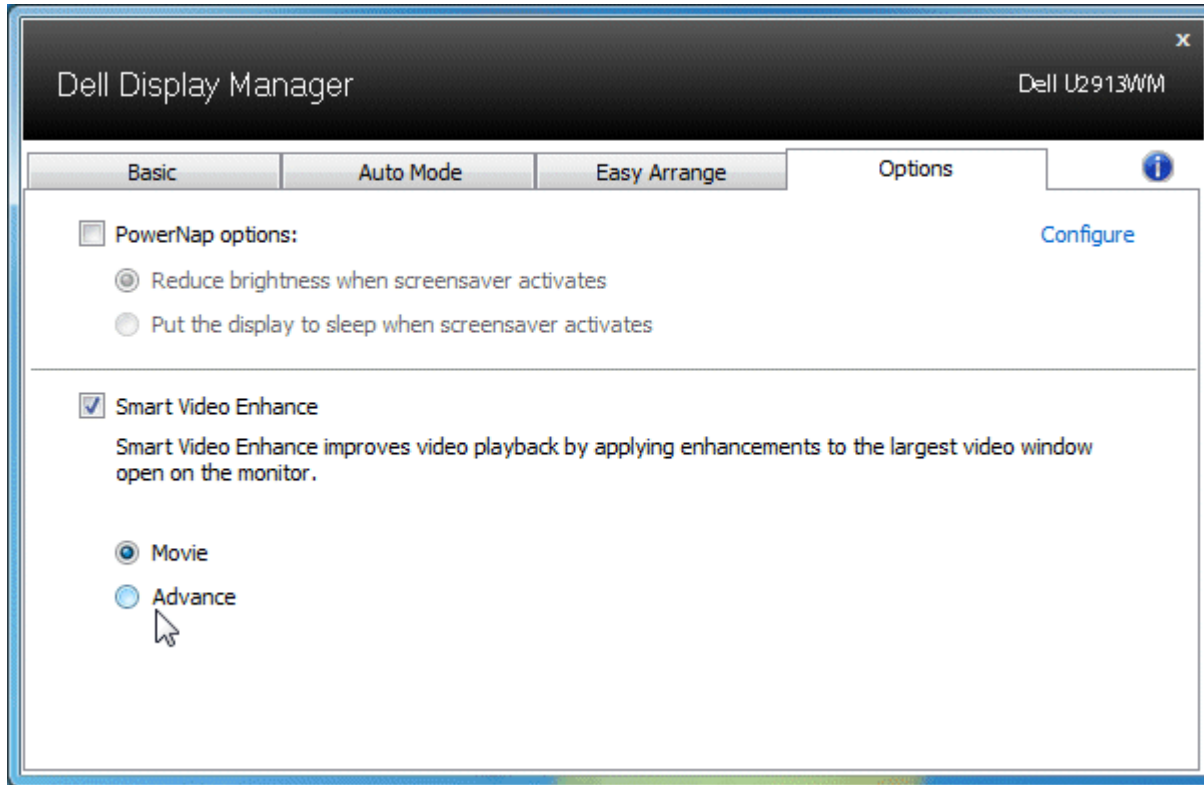 x
Dell Display Manager
Dell U2913WM
Basic Auto Mode Easy Arrange Options
PowerNap options: Configure
Reduce brightness when screensaver activates
Put the display to sleep when screensaver activates
Smart Video Enhance
Smart Video Enhance improves video playback by applying enhancements to the largest video window
open on the monitor.
Movie
Advance